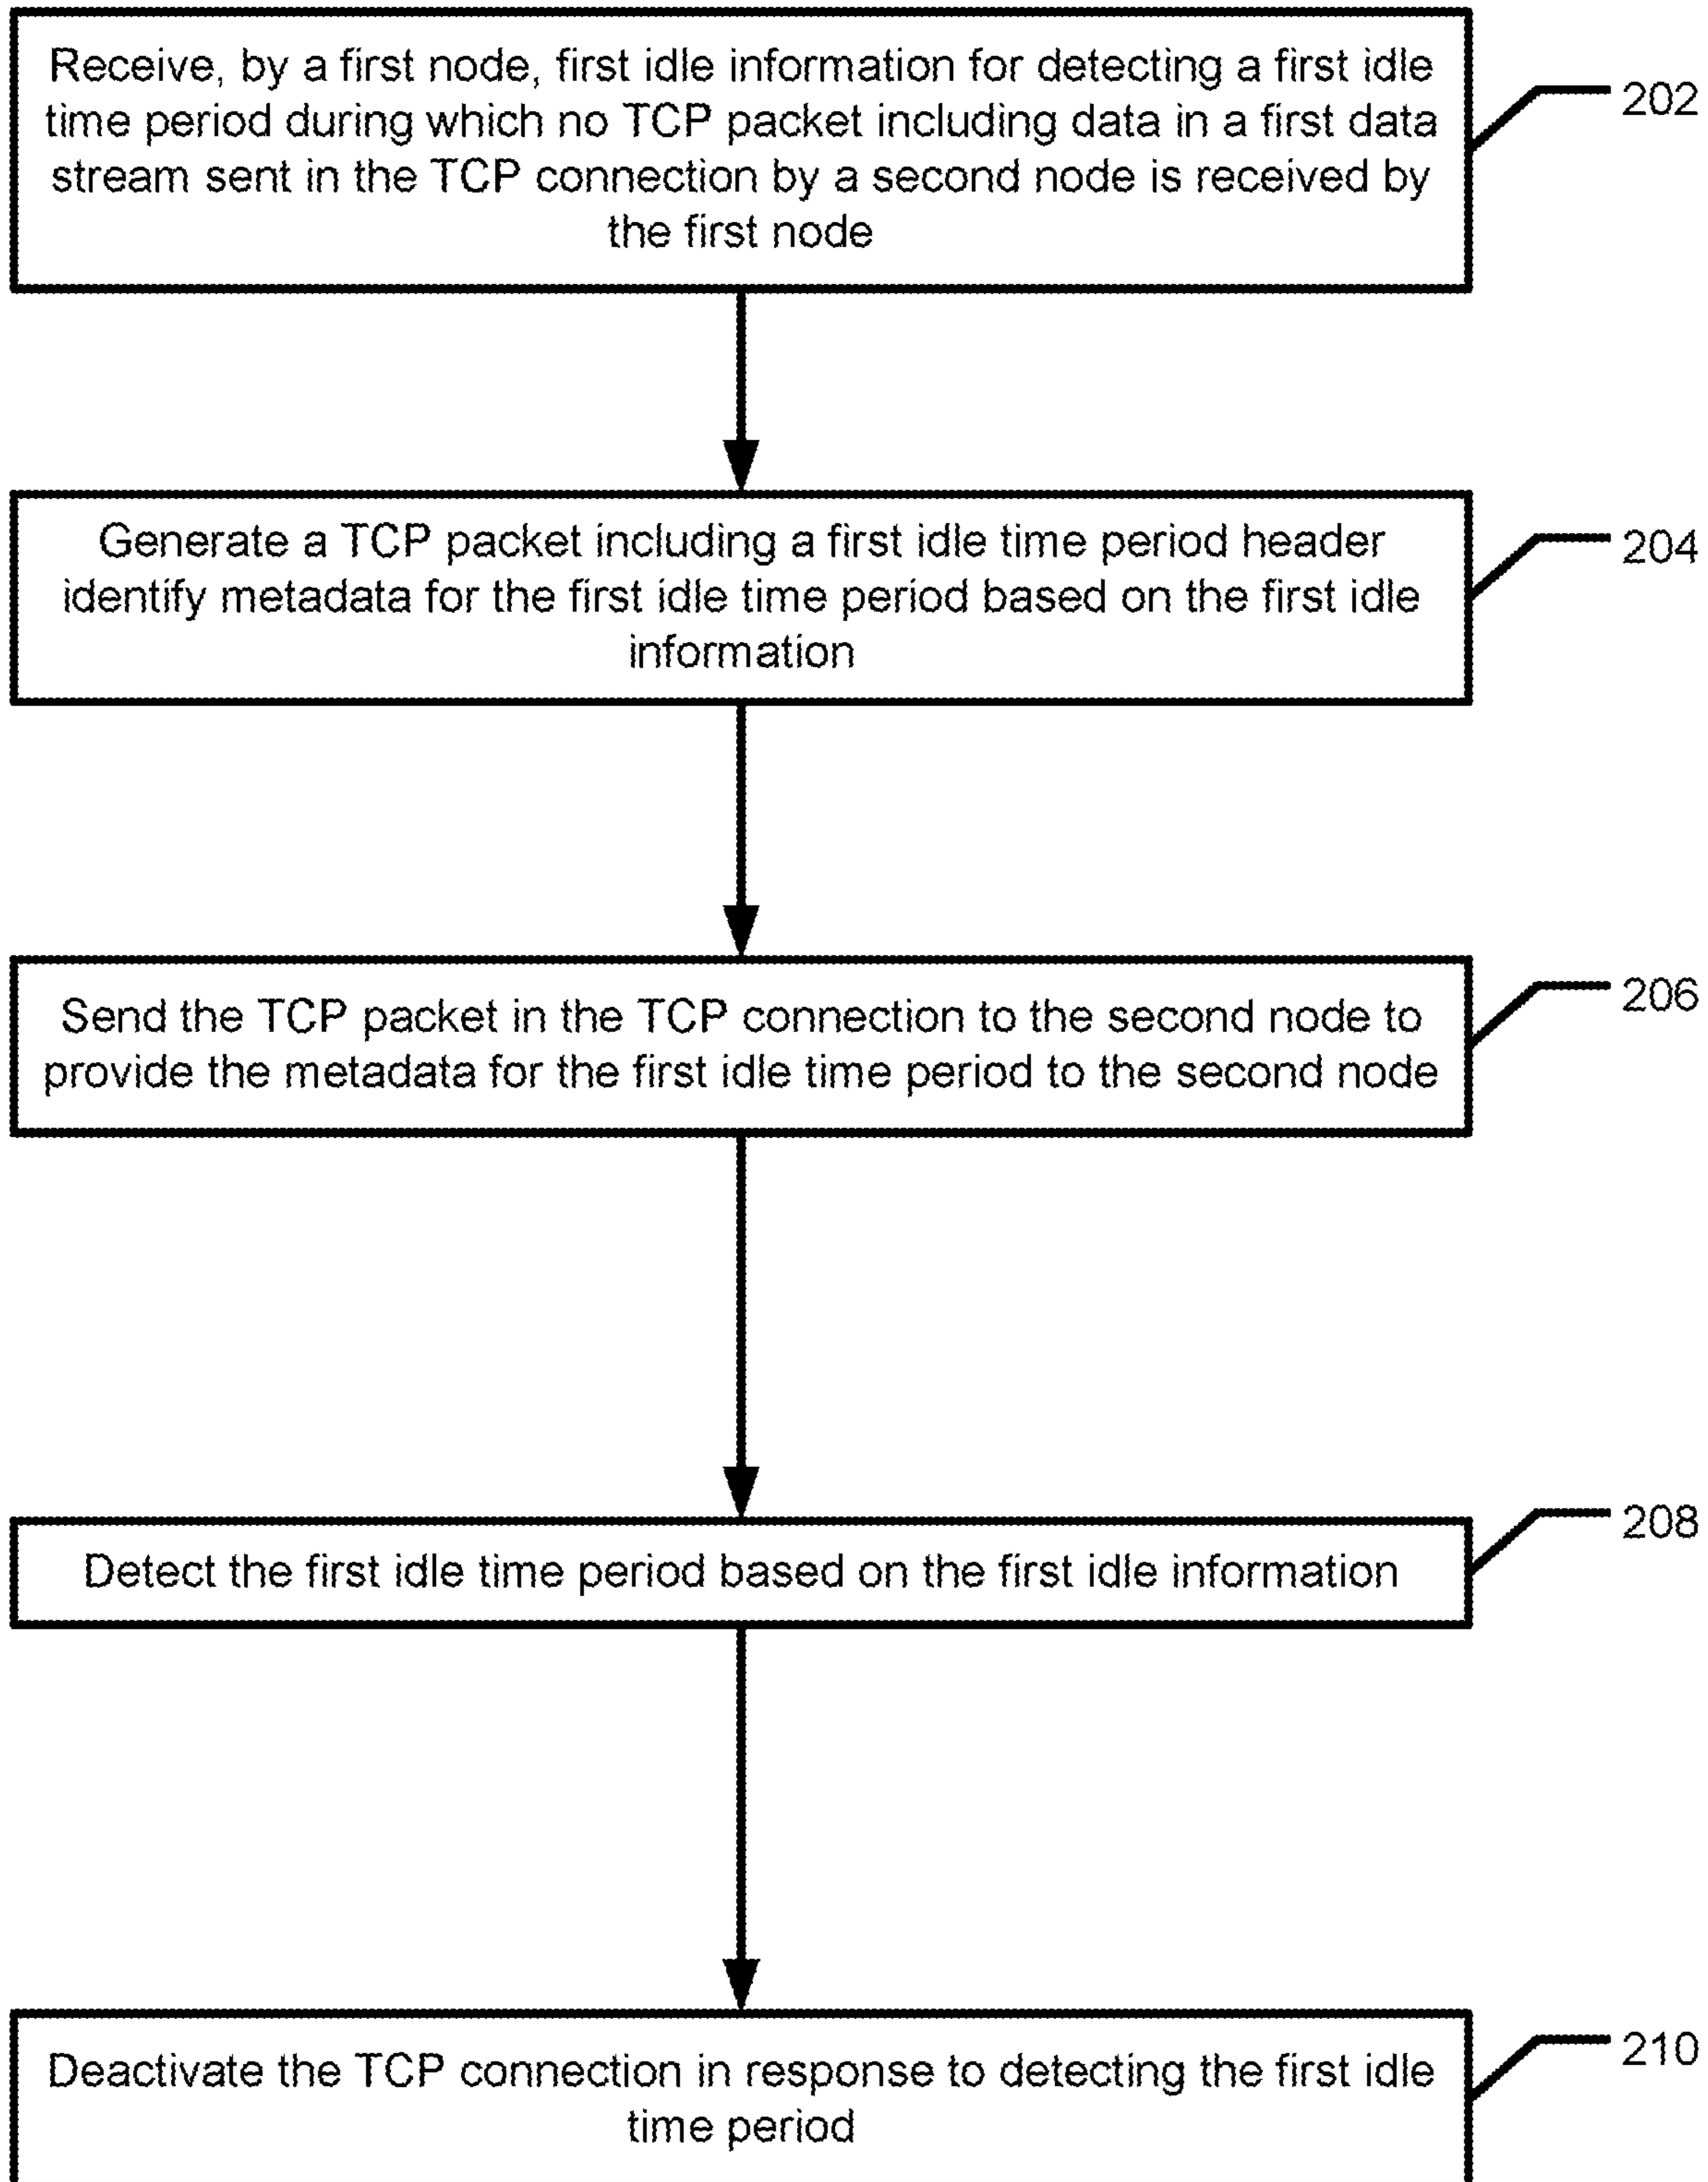 Receive, by a first node, first idle information for detecting a first idle
time period during which no TCP packet including data in a first data
stream sent in the TCP connection by a second node is received by
the first node
202
Generate a TCP packet including a first idle time period header
identify metadata for the first idle time period based on the first idle
information
204
Send the TCP packet in the TCP connection to the second node to
provide the metadata for the first idle time period to the second node
206
Detect the first idle time period based on the first idle information
208
Deactivate the TCP connection in response to detecting the first idle
time period
210